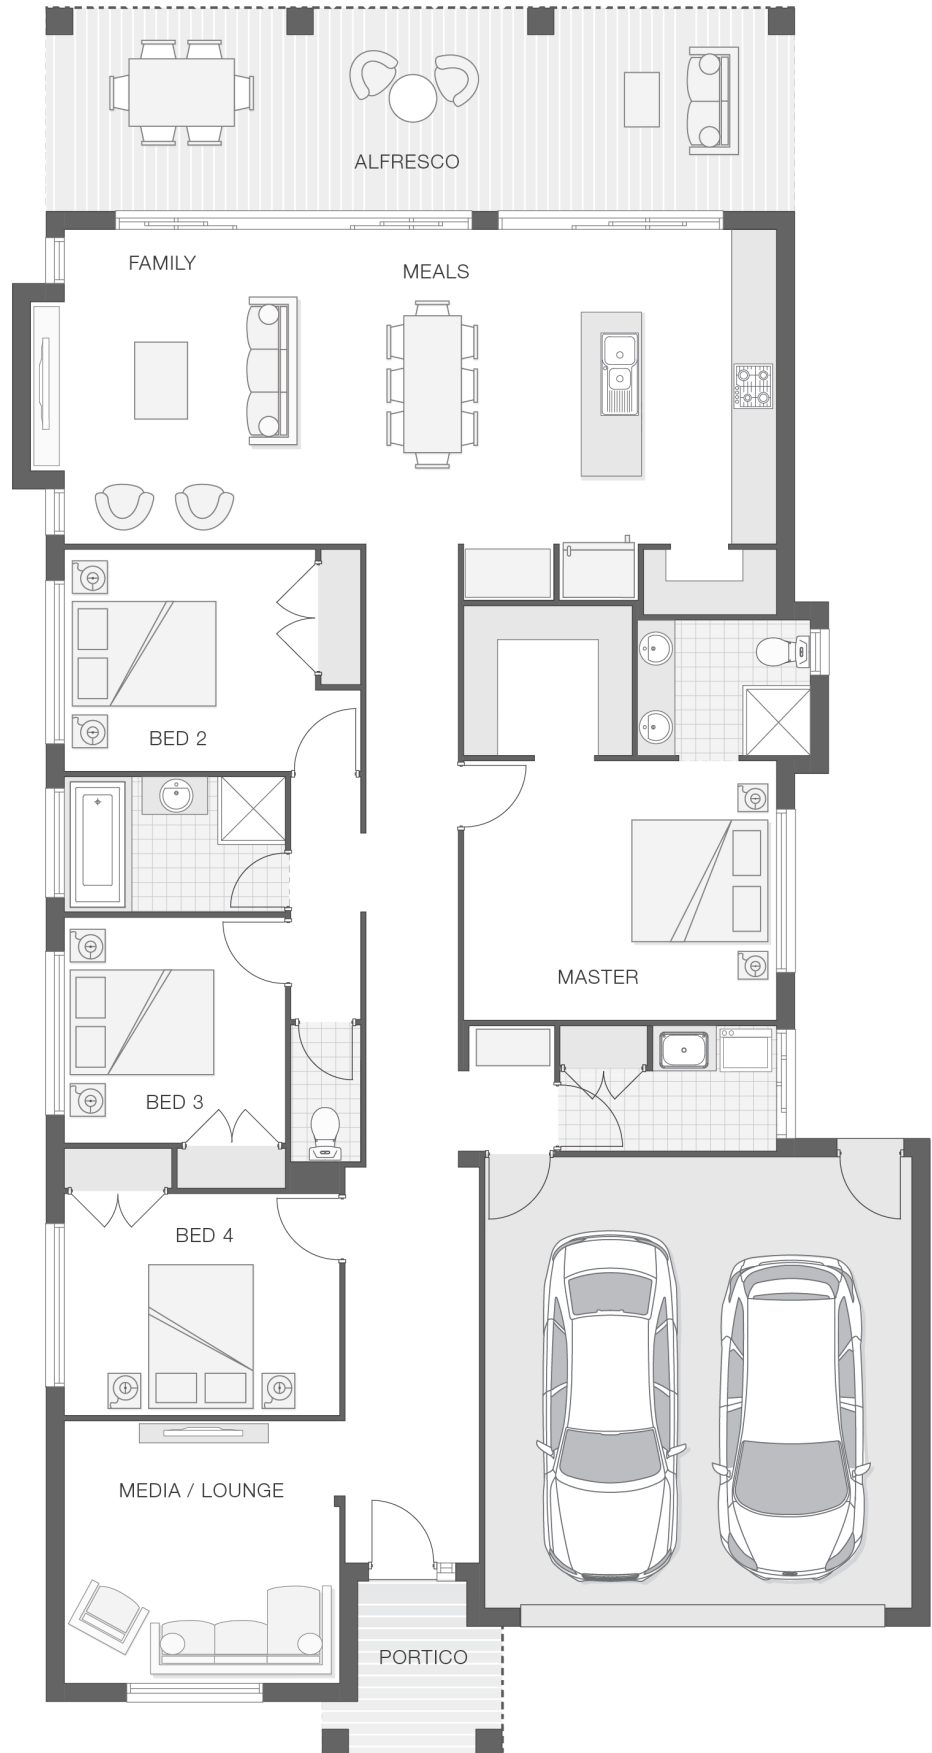 ALFRESCO
FAMILY
MEALS
BED 2
MASTER
BED 3
BED 4
MEDIA / LOUNGE
PORTICO